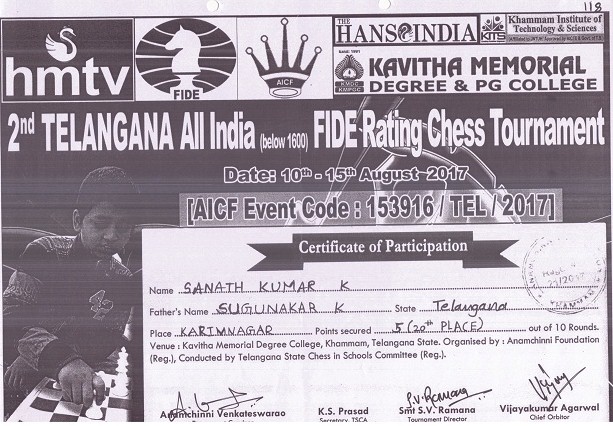 118
hmtv
FIDE
AICF
THE HANS INDIA
KITS
Khammam Institute of
Technology & Sciences
KAVITHA MEMORIAL
DEGREE & PG COLLEGE
2nd TELANGANA All India (below 1600) FIDE Rating Chess Tournament
Date: 10th - 15th August - 2017
[AICF Event Code : 153916 / TEL / 2017]
Certificate of Participation
Name SANATH KUMAR K
Father's Name SUGUNAKAR K State Telangana
Place KARIMNAGAR Points secured 5 (20th PLACE) out of 10 Rounds.
Venue : Kavitha Memorial Degree College, Khammam, Telangana State. Organised by : Anamchinni Foundation
(Reg.), Conducted by Telangana State Chess in Schools Committee (Reg.).
Anamchinni Venkateswarao
K.S. Prasad
Secretary, TSCA
Smt S.V. Ramana
Tournament Director
Vijayakumar Agarwal
Chief Orbitor